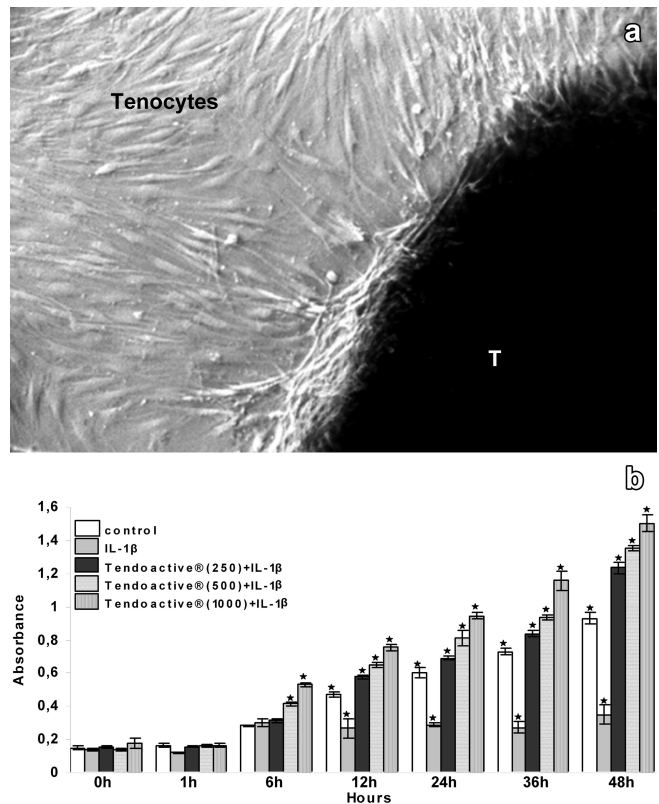 a
Tenocytes
T
b
1,6
1,4
1,2
1
0,8
0,6
0,4
0,2
0
Absorbance
control
IL-1β
Tendoactive®(250)+IL-1β
Tendoactive®(500)+IL-1β
Tendoactive®(1000)+IL-1β
0h 1h 6h 12h 24h 36h 48h
Hours